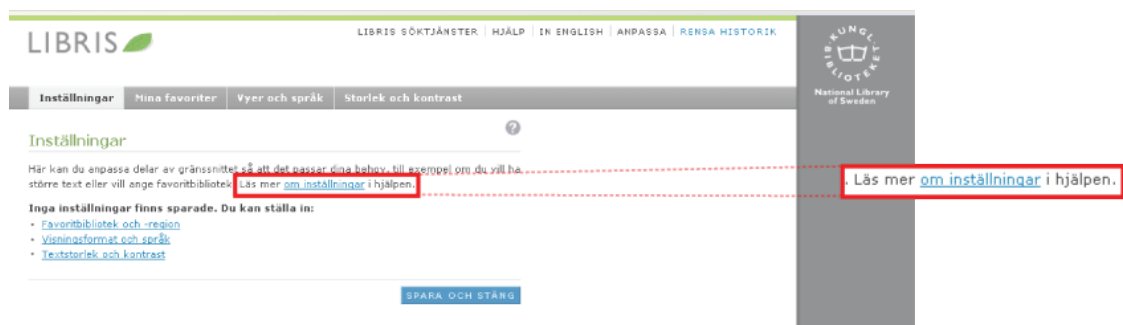 LIBRIS
LIBRIS SÖKTJÄNSTER | HJÄLP | IN ENGLISH | ANPASSA | RENSA HISTORIK
KUNGL. BIBLIOTEKET
National Library
of Sweden
Inställningar Mina favoriter Vyer och språk Storlek och kontrast
Inställningar
?
Här kan du anpassa delar av gränssnittet så att det passar dina behov, till exempel om du vill ha
större text eller vill ange favoritbibliotek. Läs mer om inställningar i hjälpen.
. Läs mer om inställningar i hjälpen.
Inga inställningar finns sparade. Du kan ställa in:
• Favoritbibliotek och -region
• Visningsformat och språk
• Textstorlek och kontrast
SPARA OCH STÄNG